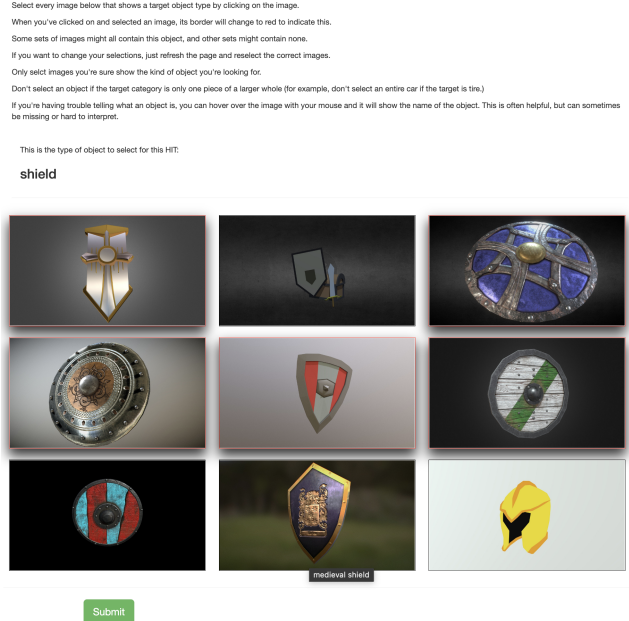 Select every image below that shows a target object type by clicking on the image.
When you've clicked on and selected an image, its border will change to red to indicate this.
Some sets of images might all contain this object, and other sets might contain none.
If you want to change your selections, just refresh the page and reselect the correct images.
Only selct images you're sure show the kind of object you're looking for.
Don't select an object if the target category is only one piece of a larger whole (for example, don't select an entire car if the target is tire.)
If you're having trouble telling what an object is, you can hover over the image with your mouse and it will show the name of the object. This is often helpful, but can sometimes
be missing or hard to interpret.
This is the type of object to select for this HIT:
shield
medieval shield
Submit